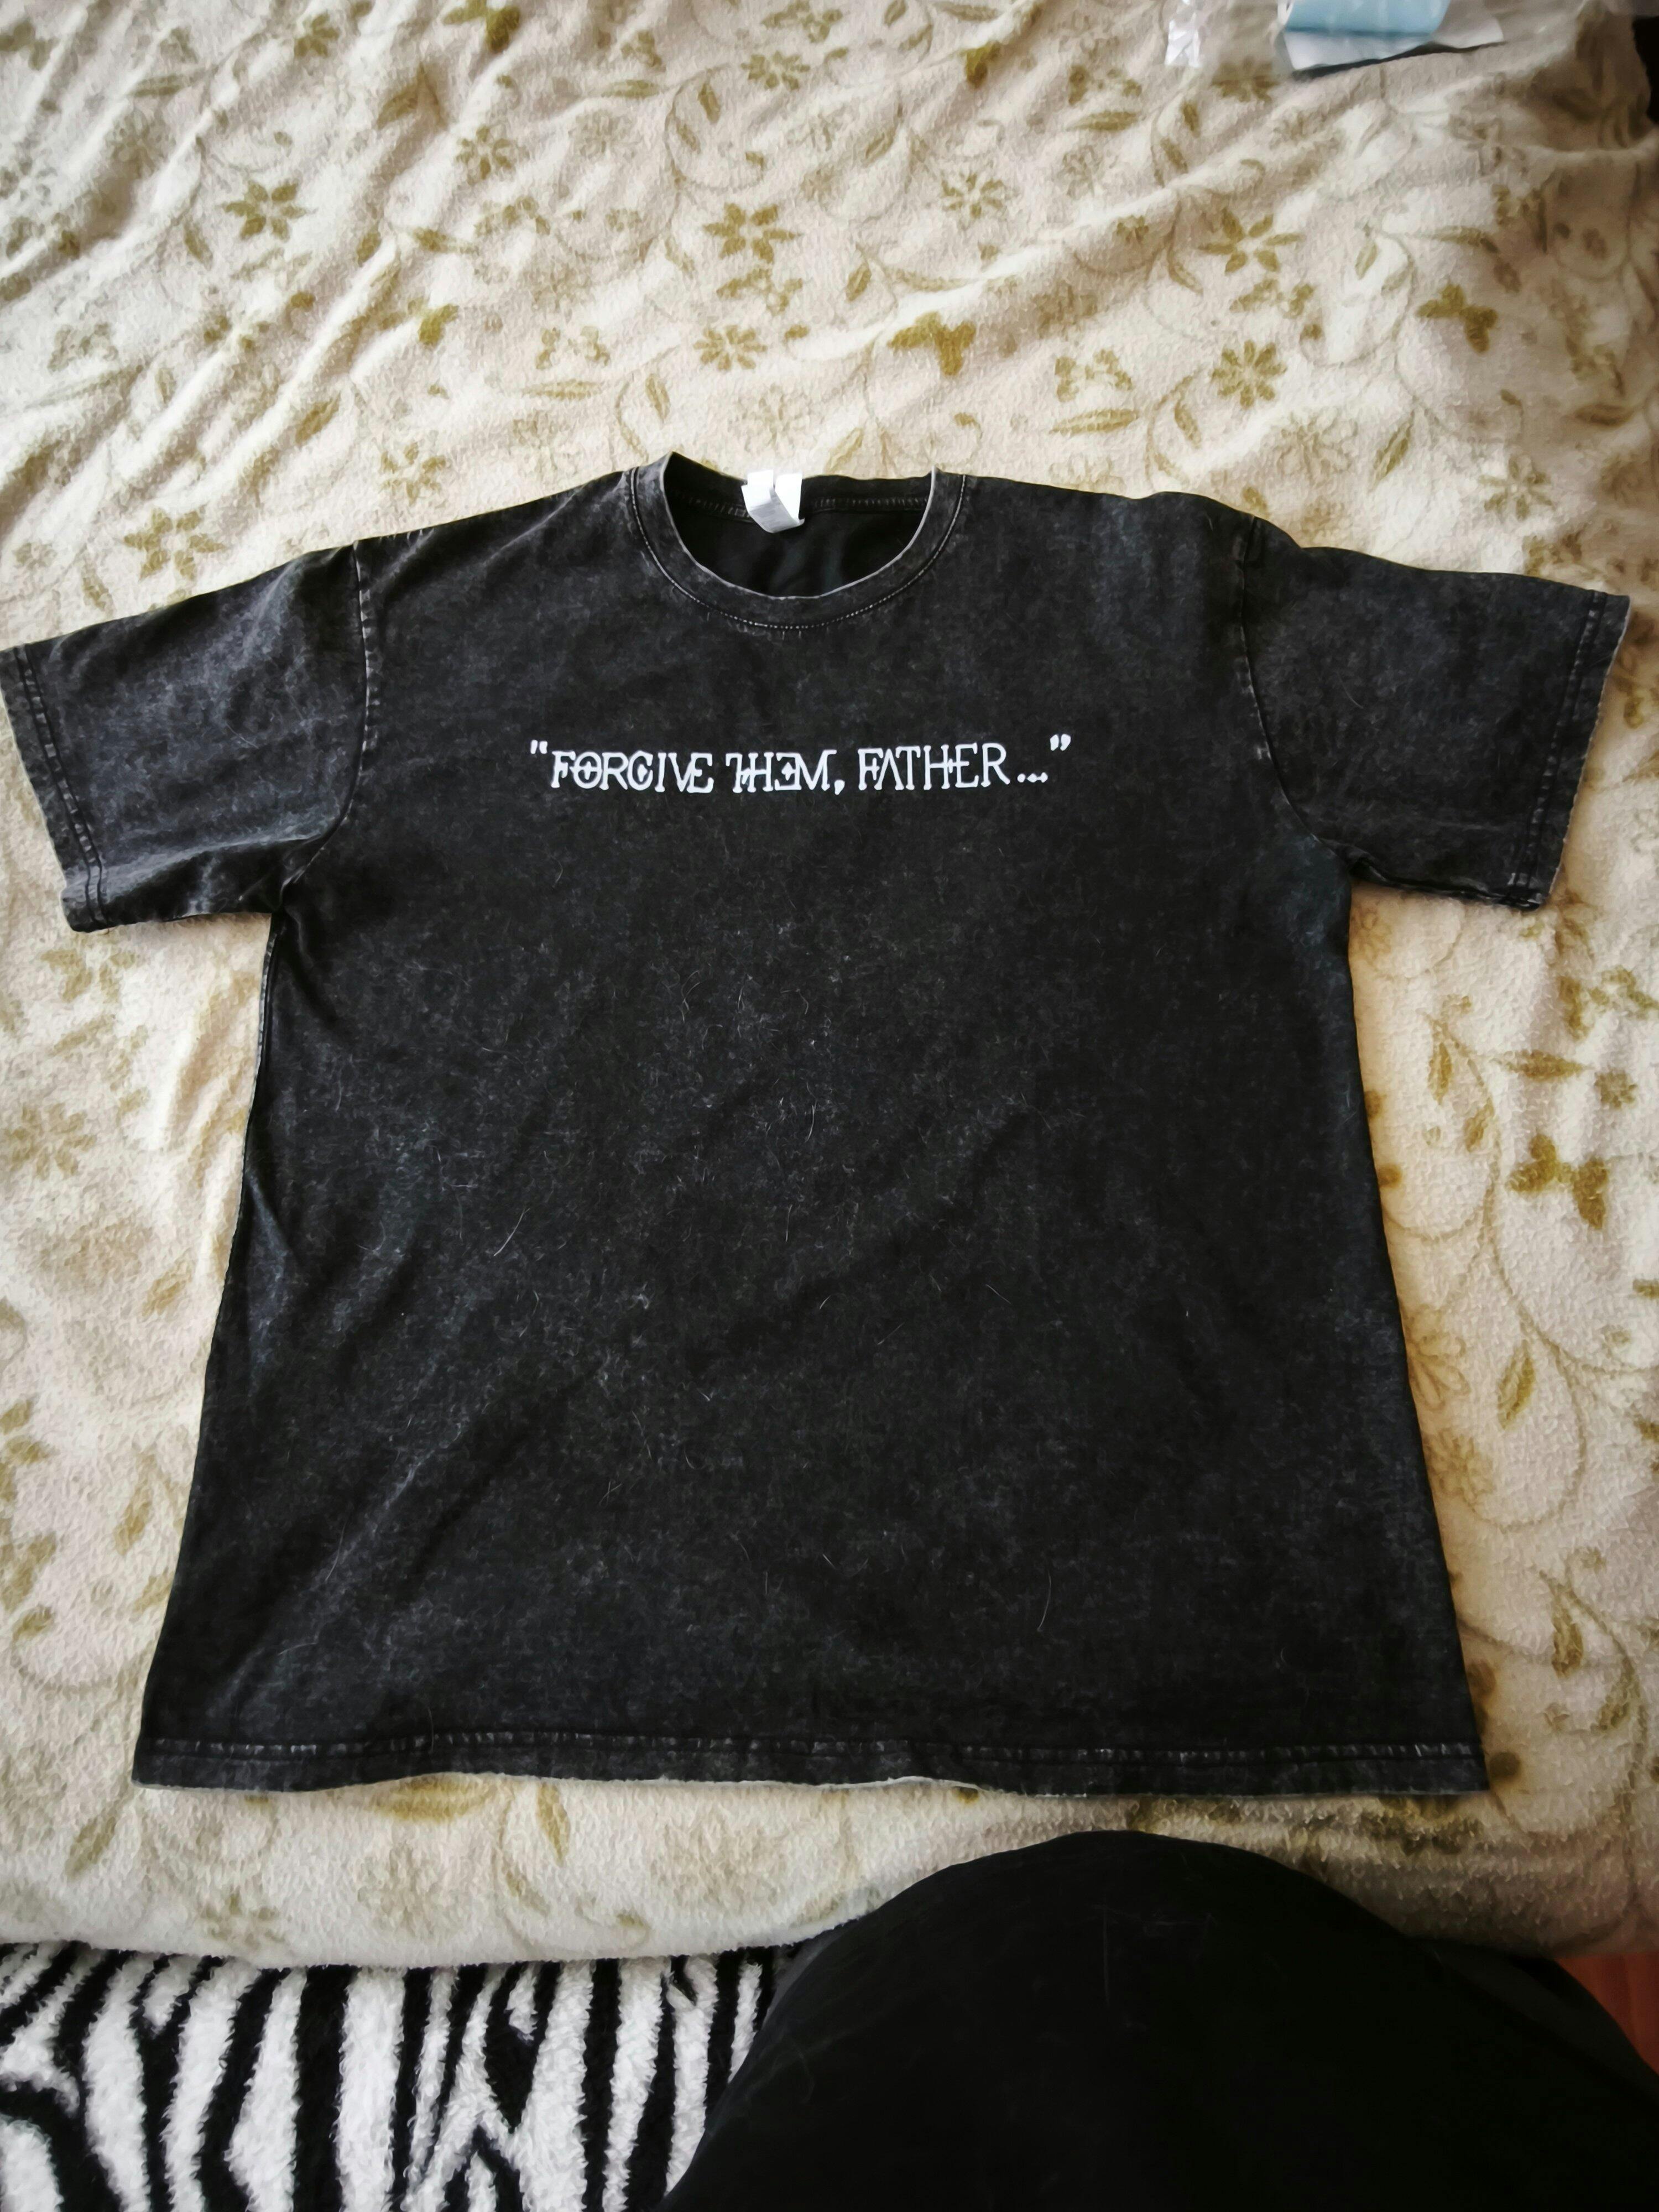 "FORGIVE THEM, FATHER..."